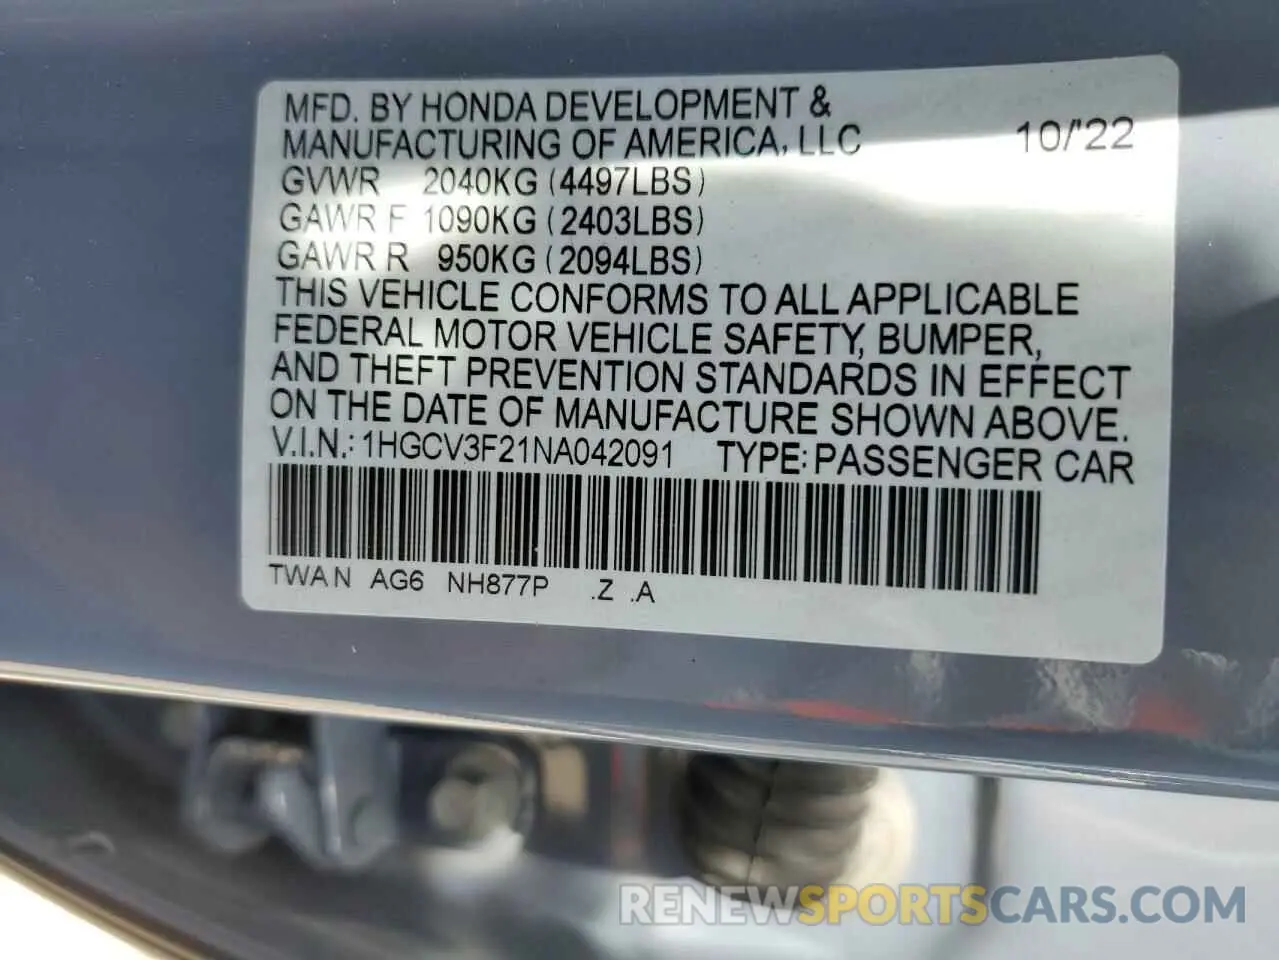 MFD. BY HONDA DEVELOPMENT &
MANUFACTURING OF AMERICA, LLC 10/'22
GVWR 2040KG (4497LBS)
GAWR F 1090KG (2403LBS)
GAWR R 950KG (2094LBS)
THIS VEHICLE CONFORMS TO ALL APPLICABLE
FEDERAL MOTOR VEHICLE SAFETY, BUMPER,
AND THEFT PREVENTION STANDARDS IN EFFECT
ON THE DATE OF MANUFACTURE SHOWN ABOVE.
V.I.N.: 1HGCV3F21NA042091 TYPE: PASSENGER CAR
TWAN AG6 NH877P .Z .A
RENEWSPORTSCARS.COM